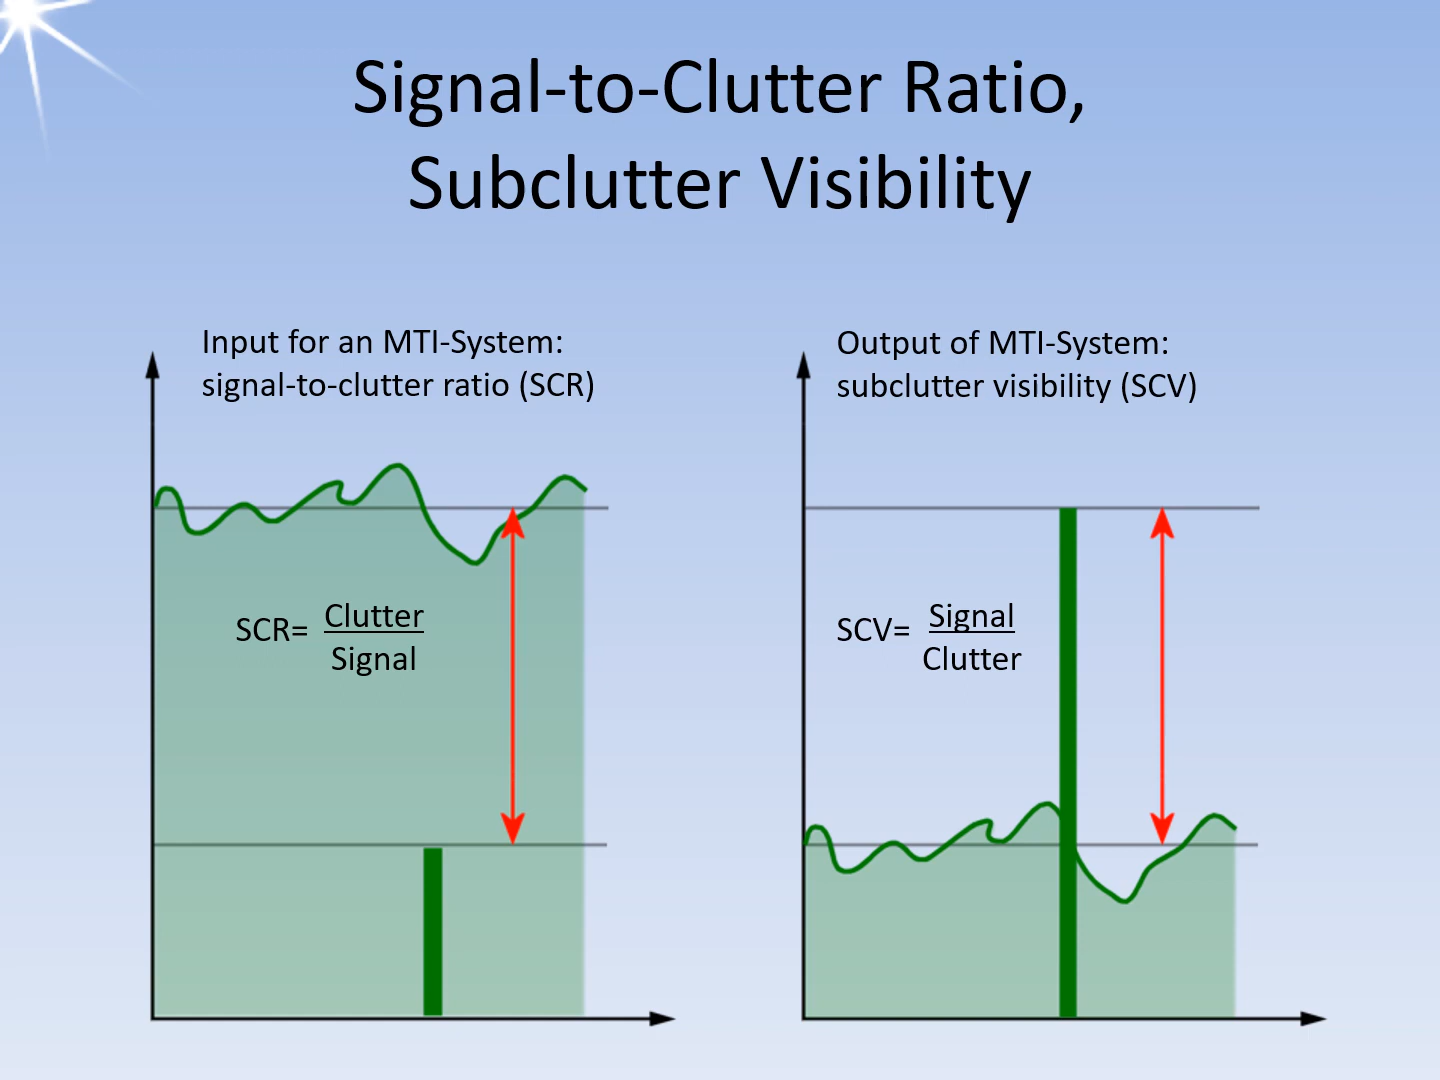 Signal-to-Clutter Ratio,
Subclutter Visibility
Input for an MTI-System:
signal-to-clutter ratio (SCR)
SCR= Clutter
Signal
Output of MTI-System:
subclutter visibility (SCV)
SCV= Signal
Clutter